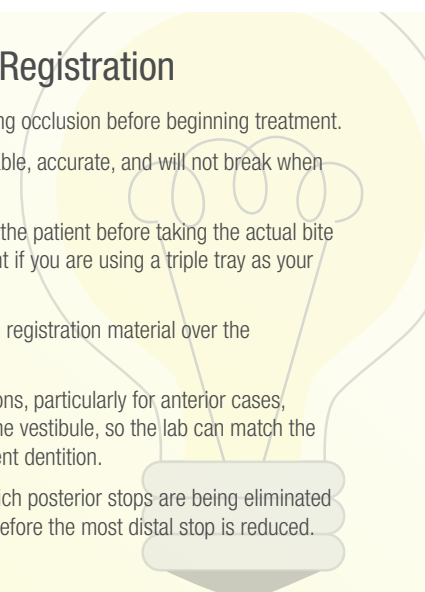 Registration
ng occlusion before beginning treatment.
able, accurate, and will not break when
the patient before taking the actual bite
nt if you are using a triple tray as your
registration material over the
ons, particularly for anterior cases,
he vestibule, so the lab can match the
ent dentition.
ich posterior stops are being eliminated
efore the most distal stop is reduced.